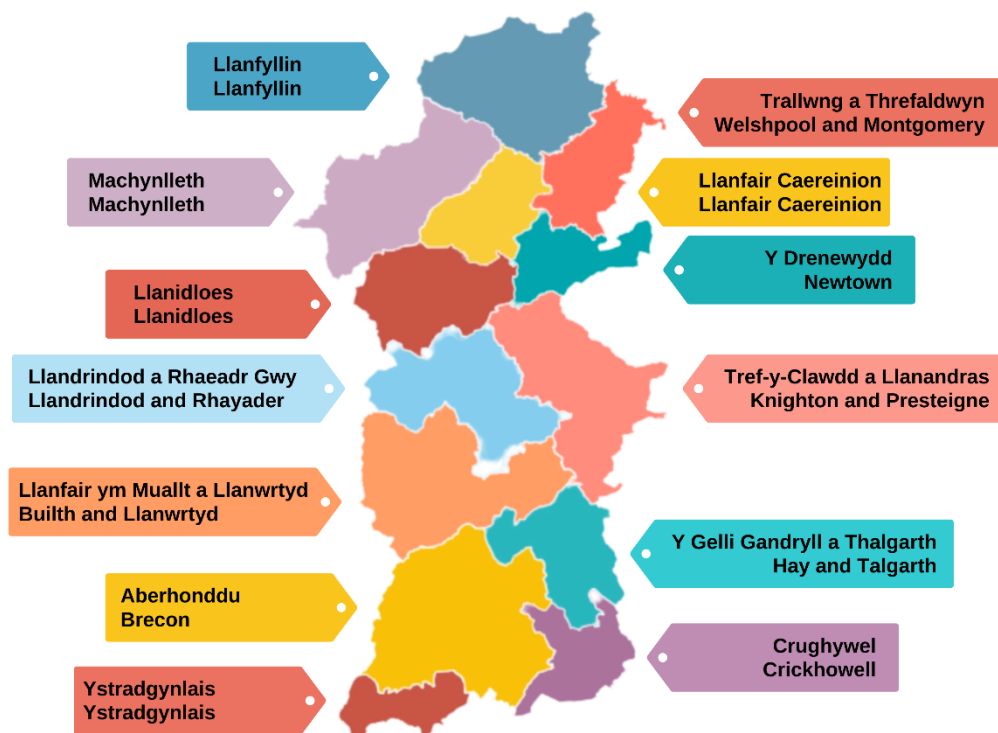 Llanfyllin
Llanfyllin
Trallwng a Threfaldwyn
Welshpool and Montgomery
Machynlleth
Machynlleth
Llanfair Caereinion
Llanfair Caereinion
Y Drenewydd
Newtown
Llanidloes
Llanidloes
Llandrindod a Rhaeadr Gwy
Llandrindod and Rhayader
Tref-y-Clawdd a Llanandras
Knighton and Presteigne
Llanfair ym Muallt a Llanwrtyd
Builth and Llanwrtyd
Y Gelli Gandryll a Thalgarth
Hay and Talgarth
Aberhonddu
Brecon
Crughywel
Crickhowell
Ystradgynlais
Ystradgynlais